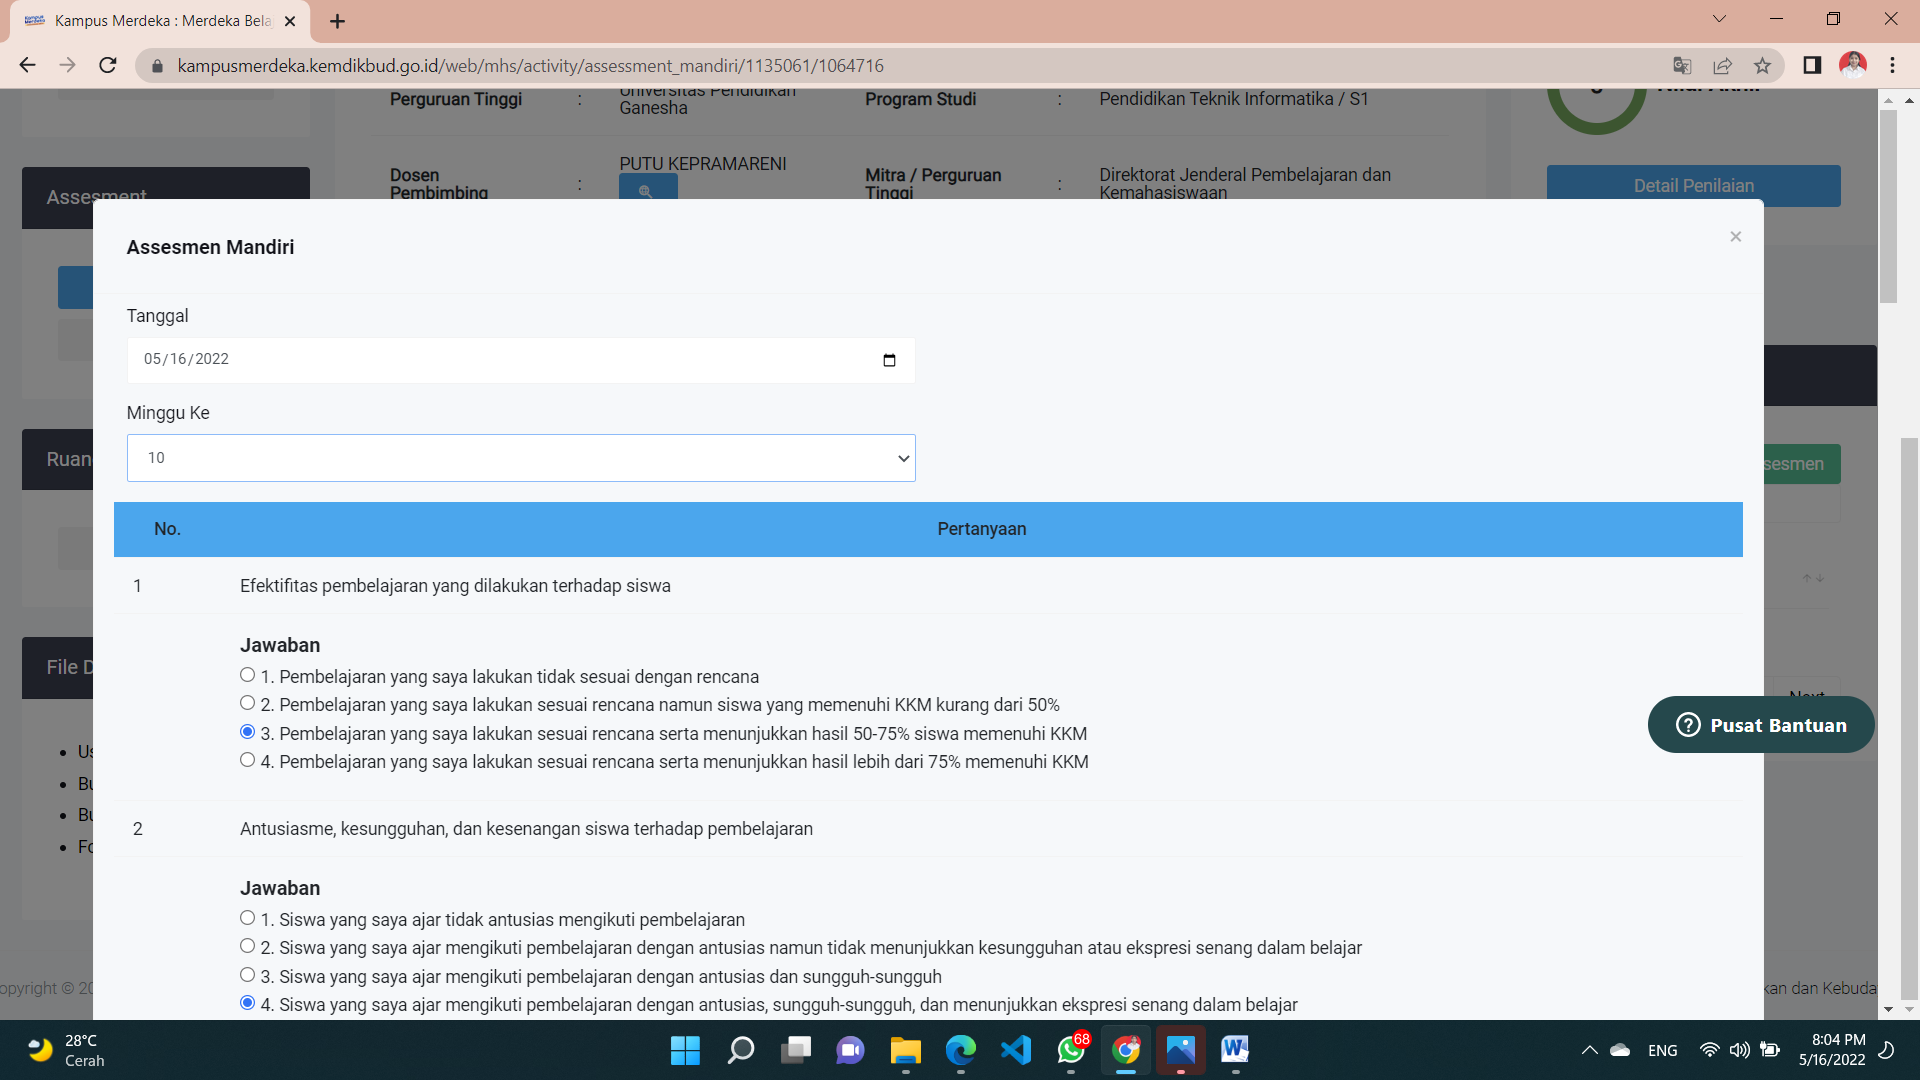 Kampus Merdeka : Merdeka Bela
kampusmerdeka.kemdikbud.go.id/web/mhs/activity/assessment_mandiri/1135061/1064716
Perguruan Tinggi : Universitas Pendidikan Ganesha
Program Studi : Pendidikan Teknik Informatika / S1
Dosen Pembimbing : PUTU KEPRAMARENI
Mitra / Perguruan Tinggi : Direktorat Jenderal Pembelajaran dan Kemahasiswaan
Detail Penilaian
Assesment
Assesmen Mandiri
×
Tanggal
05/16/2022
Minggu Ke
10
Ruan
sesmen
No. Pertanyaan
1 Efektifitas pembelajaran yang dilakukan terhadap siswa
Jawaban
1. Pembelajaran yang saya lakukan tidak sesuai dengan rencana
2. Pembelajaran yang saya lakukan sesuai rencana namun siswa yang memenuhi KKM kurang dari 50%
3. Pembelajaran yang saya lakukan sesuai rencana serta menunjukkan hasil 50-75% siswa memenuhi KKM
4. Pembelajaran yang saya lakukan sesuai rencana serta menunjukkan hasil lebih dari 75% memenuhi KKM
File D
Us
Bu
Bu
Fo
Next
Pusat Bantuan
2 Antusiasme, kesungguhan, dan kesenangan siswa terhadap pembelajaran
Jawaban
1. Siswa yang saya ajar tidak antusias mengikuti pembelajaran
2. Siswa yang saya ajar mengikuti pembelajaran dengan antusias namun tidak menunjukkan kesungguhan atau ekspresi senang dalam belajar
3. Siswa yang saya ajar mengikuti pembelajaran dengan antusias dan sungguh-sungguh
4. Siswa yang saya ajar mengikuti pembelajaran dengan antusias, sungguh-sungguh, dan menunjukkan ekspresi senang dalam belajar
opyright © 20
kan dan Kebuda
28°C
Cerah
68
ENG
8:04 PM
5/16/2022